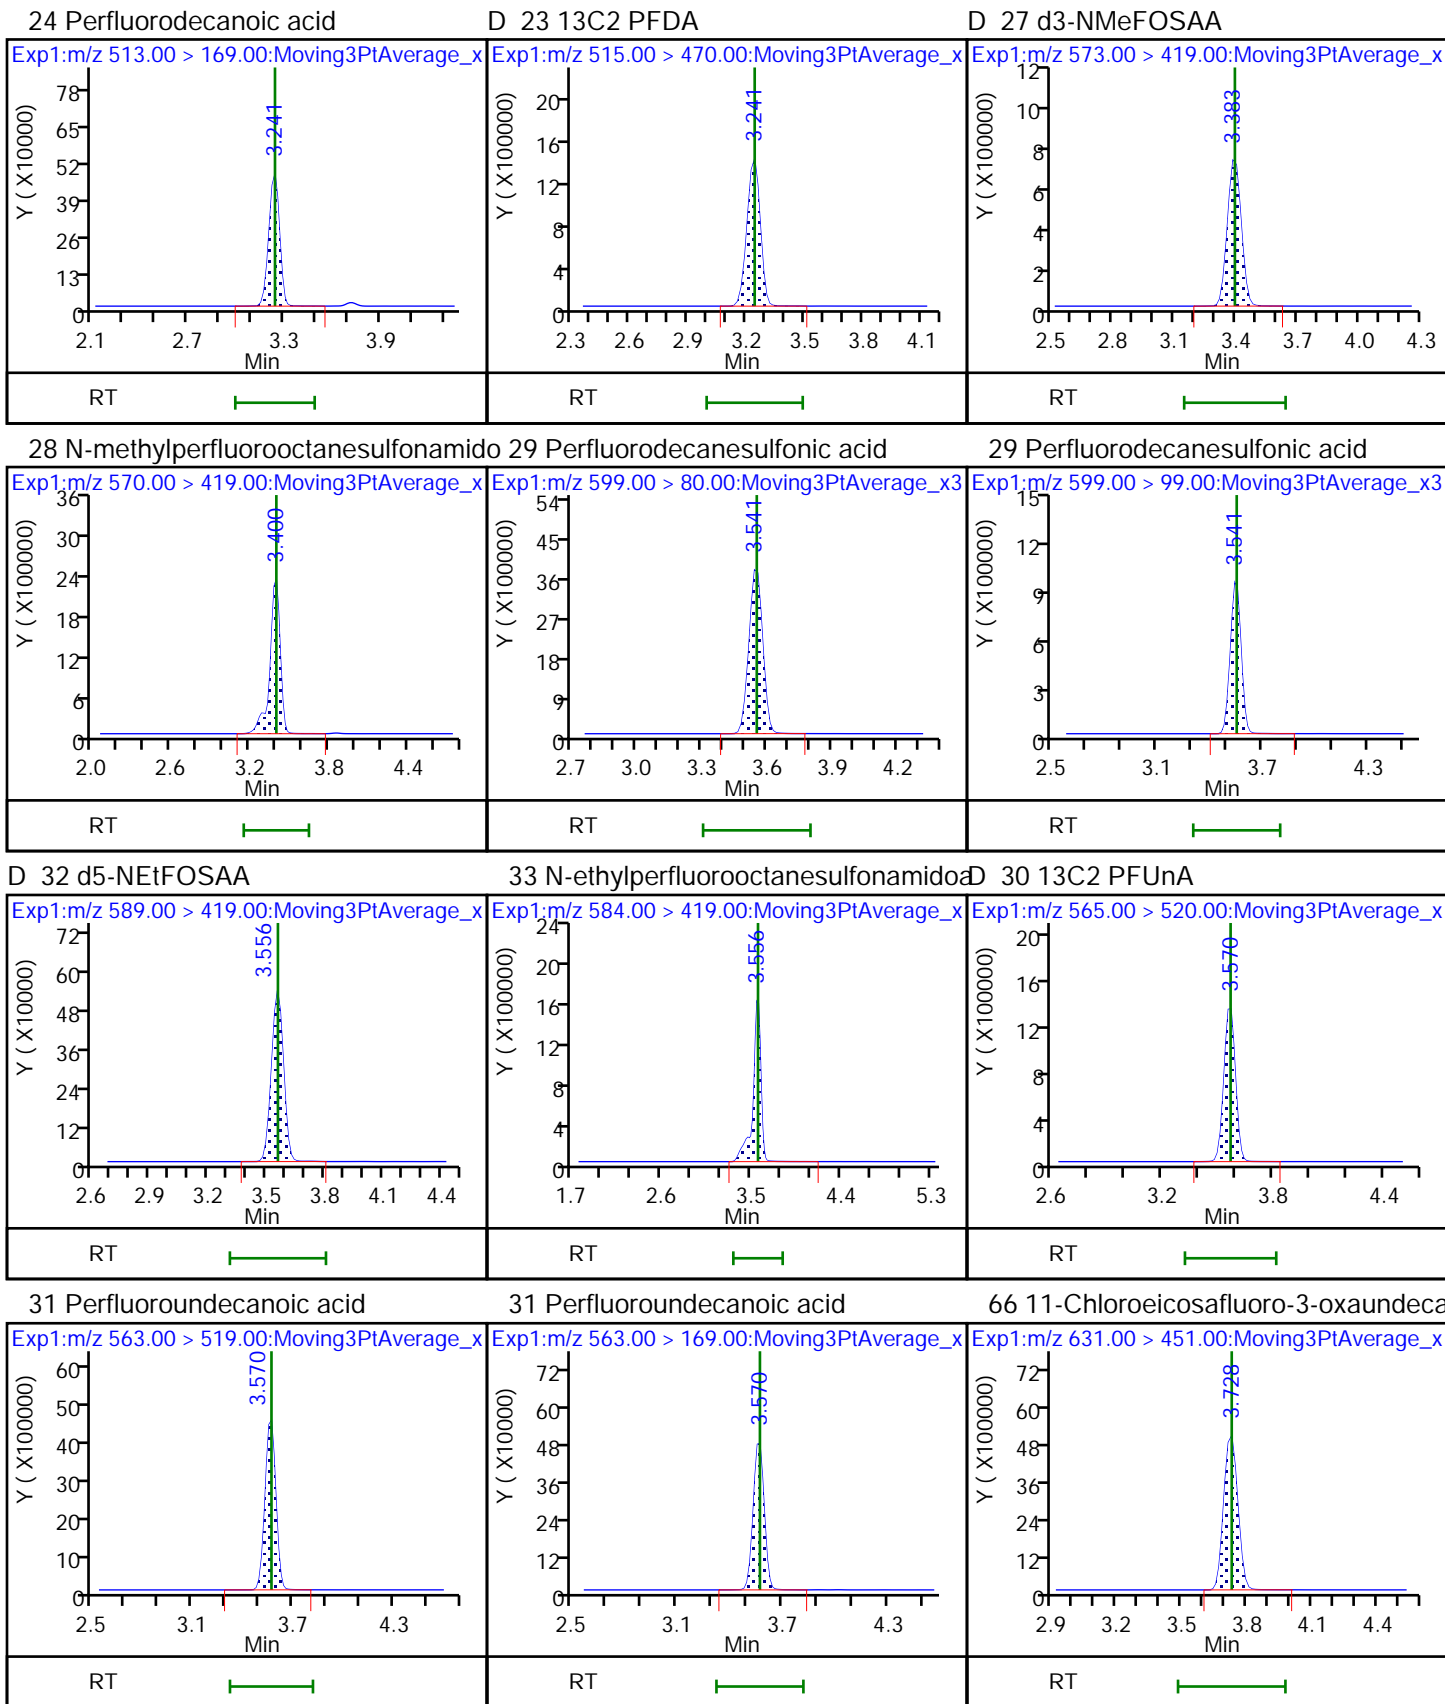 24 Perfluorodecanoic acid
Exp1:m/z 513.00 > 169.00:Moving3PtAverage_x
Y ( X100000)
78
65
52
39
26
13
0
3.241
2.1 2.7 3.3 3.9
Min
RT
D 23 13C2 PFDA
Exp1:m/z 515.00 > 470.00:Moving3PtAverage_x
Y ( X100000)
20
16
12
8
4
0
3.241
2.3 2.6 2.9 3.2 3.5 3.8 4.1
Min
RT
D 27 d3-NMeFOSAA
Exp1:m/z 573.00 > 419.00:Moving3PtAverage_x
Y ( X100000)
12
10
8
6
4
2
0
3.383
2.5 2.8 3.1 3.4 3.7 4.0 4.3
Min
RT
28 N-methylperfluorooctanesulfonamido
Exp1:m/z 570.00 > 419.00:Moving3PtAverage_x
Y ( X100000)
36
30
24
18
12
6
0
3.400
2.0 2.6 3.2 3.8 4.4
Min
RT
29 Perfluorodecanesulfonic acid
Exp1:m/z 599.00 > 80.00:Moving3PtAverage_x3
Y ( X100000)
54
45
36
27
18
9
0
3.541
2.7 3.0 3.3 3.6 3.9 4.2
Min
RT
29 Perfluorodecanesulfonic acid
Exp1:m/z 599.00 > 99.00:Moving3PtAverage_x3
Y ( X100000)
15
12
9
6
3
0
3.541
2.5 3.1 3.7 4.3
Min
RT
D 32 d5-NEtFOSAA
Exp1:m/z 589.00 > 419.00:Moving3PtAverage_x
Y ( X10000)
72
60
48
36
24
12
0
3.556
2.6 2.9 3.2 3.5 3.8 4.1 4.4
Min
RT
33 N-ethylperfluorooctanesulfonamidoa
Exp1:m/z 584.00 > 419.00:Moving3PtAverage_x
Y ( X100000)
24
20
16
12
8
4
0
3.556
1.7 2.6 3.5 4.4 5.3
Min
RT
D 30 13C2 PFUnA
Exp1:m/z 565.00 > 520.00:Moving3PtAverage_x
Y ( X100000)
20
16
12
8
4
0
3.570
2.6 3.2 3.8 4.4
Min
RT
31 Perfluoroundecanoic acid
Exp1:m/z 563.00 > 519.00:Moving3PtAverage_x
Y ( X100000)
60
50
40
30
20
10
0
3.570
2.5 3.1 3.7 4.3
Min
RT
31 Perfluoroundecanoic acid
Exp1:m/z 563.00 > 169.00:Moving3PtAverage_x
Y ( X100000)
72
60
48
36
24
12
0
3.570
2.5 3.1 3.7 4.3
Min
RT
66 11-Chloroeicosafluoro-3-oxaundeca
Exp1:m/z 631.00 > 451.00:Moving3PtAverage_x
Y ( X100000)
72
60
48
36
24
12
0
3.728
2.9 3.2 3.5 3.8 4.1 4.4
Min
RT